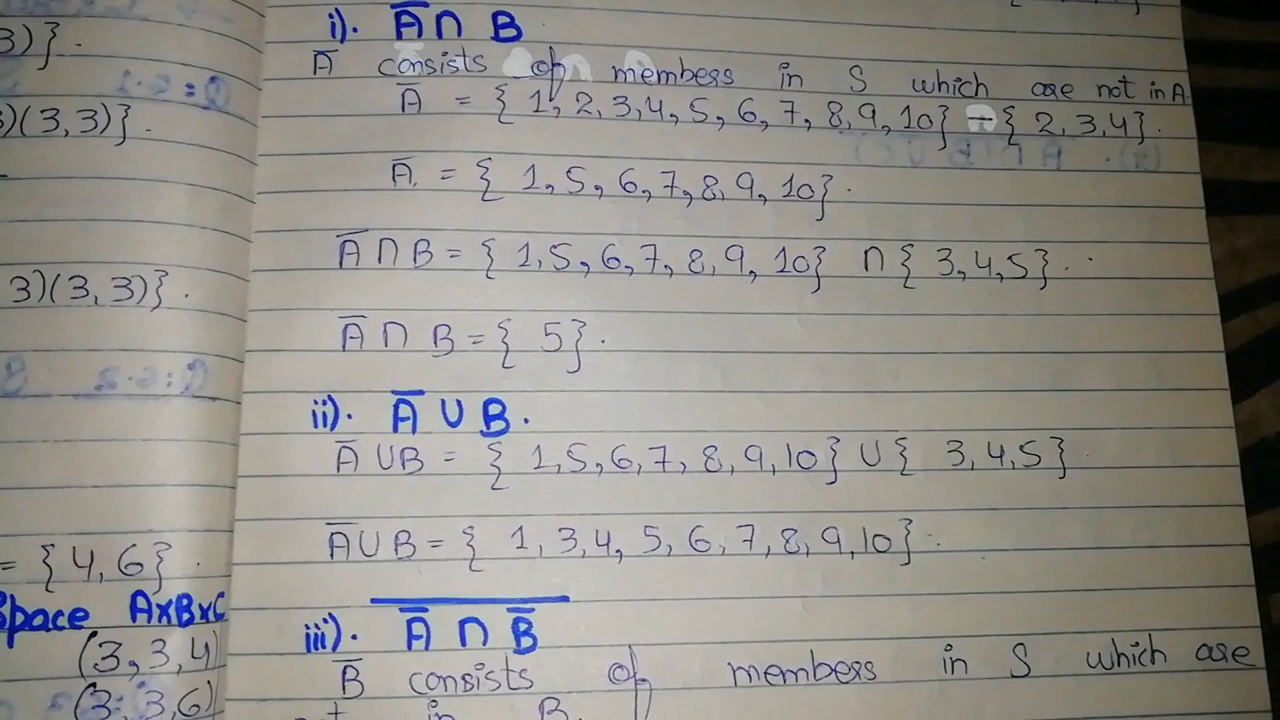 3)}.
)(3,3)}.
3)(3,3)}.
= {4,6}.
Space A×B×C
(3,3,4)
(3,3,6)
i). A̅ ∩ B
A̅ consists of members in S which are not in A
A̅ = { 1, 2, 3, 4, 5, 6, 7, 8, 9, 10} - { 2, 3, 4}.
A̅. = { 1, 5, 6, 7, 8, 9, 10}.
A̅ ∩ B = { 1, 5, 6, 7, 8, 9, 10} ∩ { 3, 4, 5}.
A̅ ∩ B = { 5}.
ii). A̅ ∪ B.
A̅ ∪ B = { 1, 5, 6, 7, 8, 9, 10} ∪ { 3, 4, 5}
A̅ ∪ B = { 1, 3, 4, 5, 6, 7, 8, 9, 10}.
iii). \overline{A̅ ∩ B̅}
B̅ consists of members in S which are
in B.